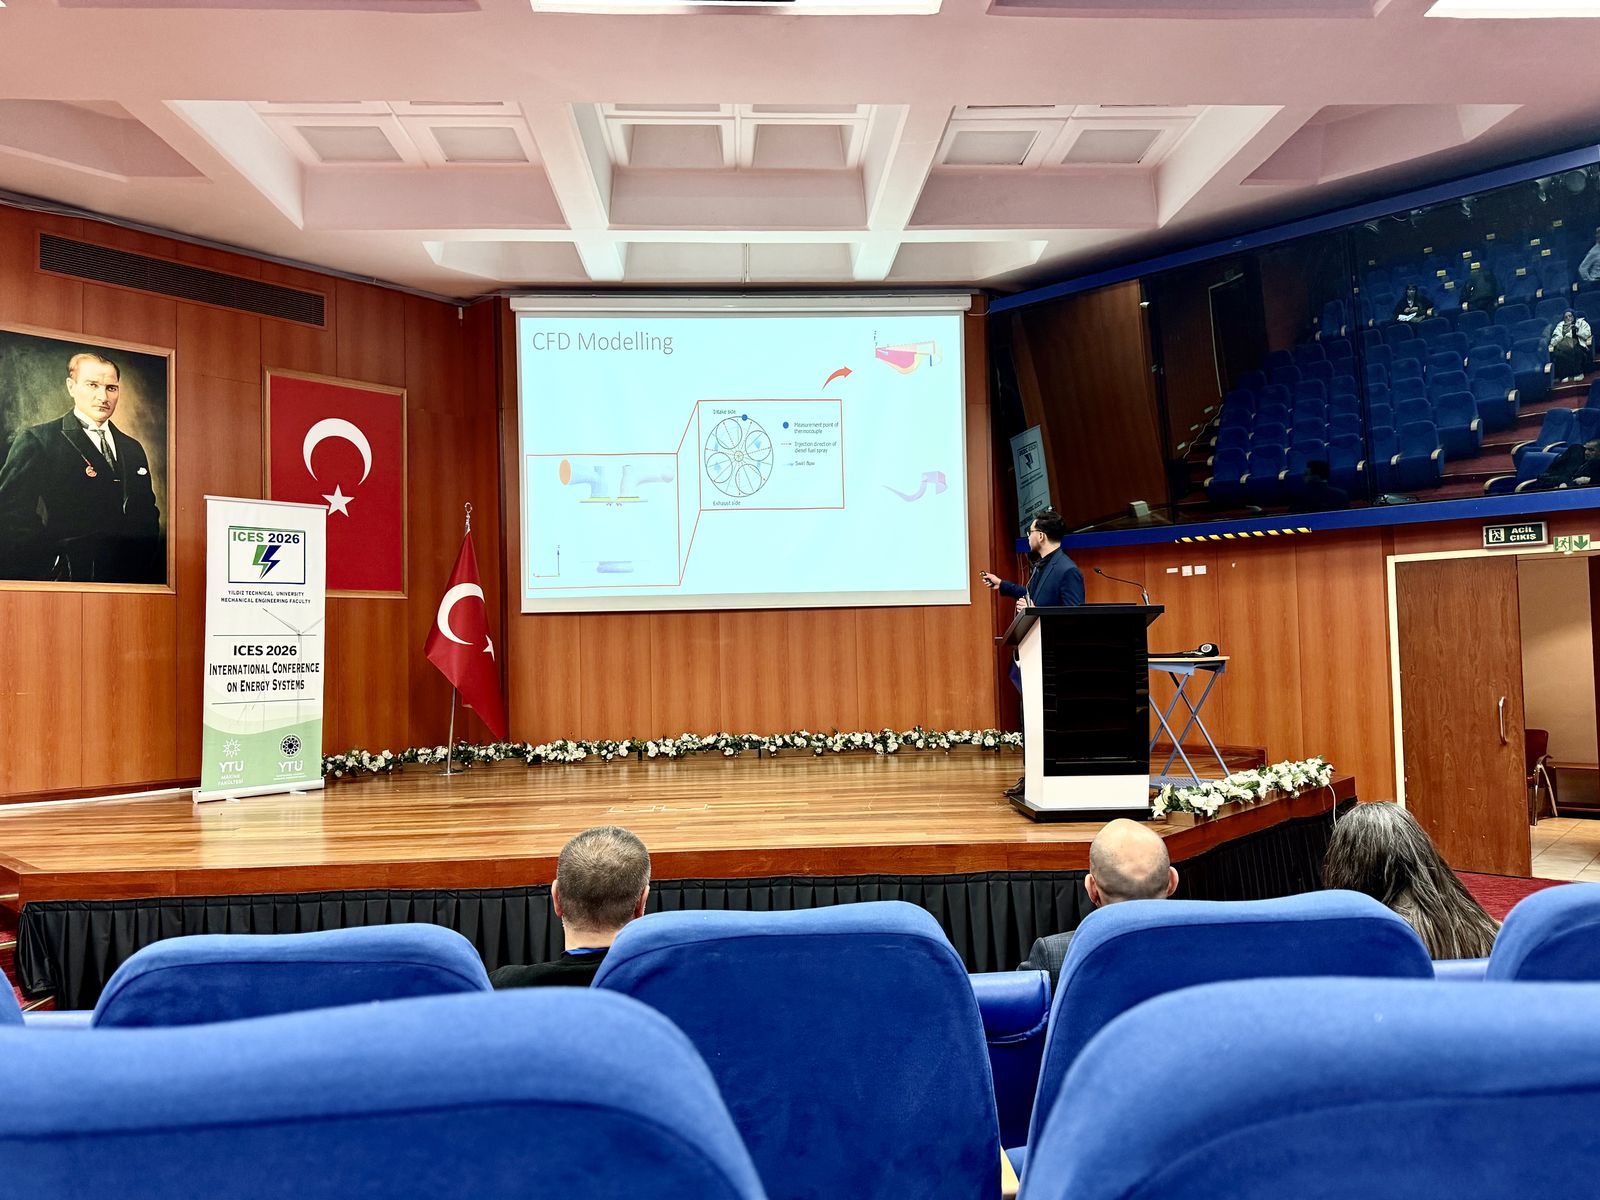 CFD Modelling
Intake side
Measurement point of
thermocouple
Injection direction of
diesel fuel spray
Swirl flow
Exhaust side
ICES 2026
YILDIZ TECHNICAL UNIVERSITY
MECHANICAL ENGINEERING FACULTY
ICES 2026
INTERNATIONAL CONFERENCE
ON ENERGY SYSTEMS
YTÜ
MAKİNA
FAKÜLTESİ
YTÜ
ACİL
ÇIKIŞ